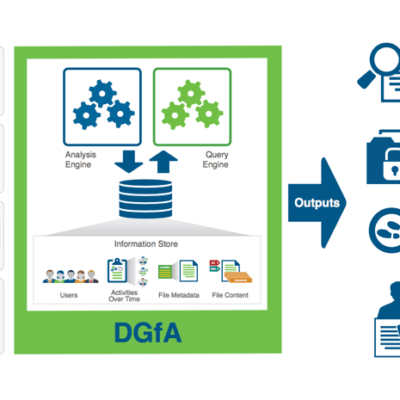 Analysis
Engine
Query
Engine
Outputs
Information Store
Users
Activities
Over Time
File Metadata
File Content
DGfA